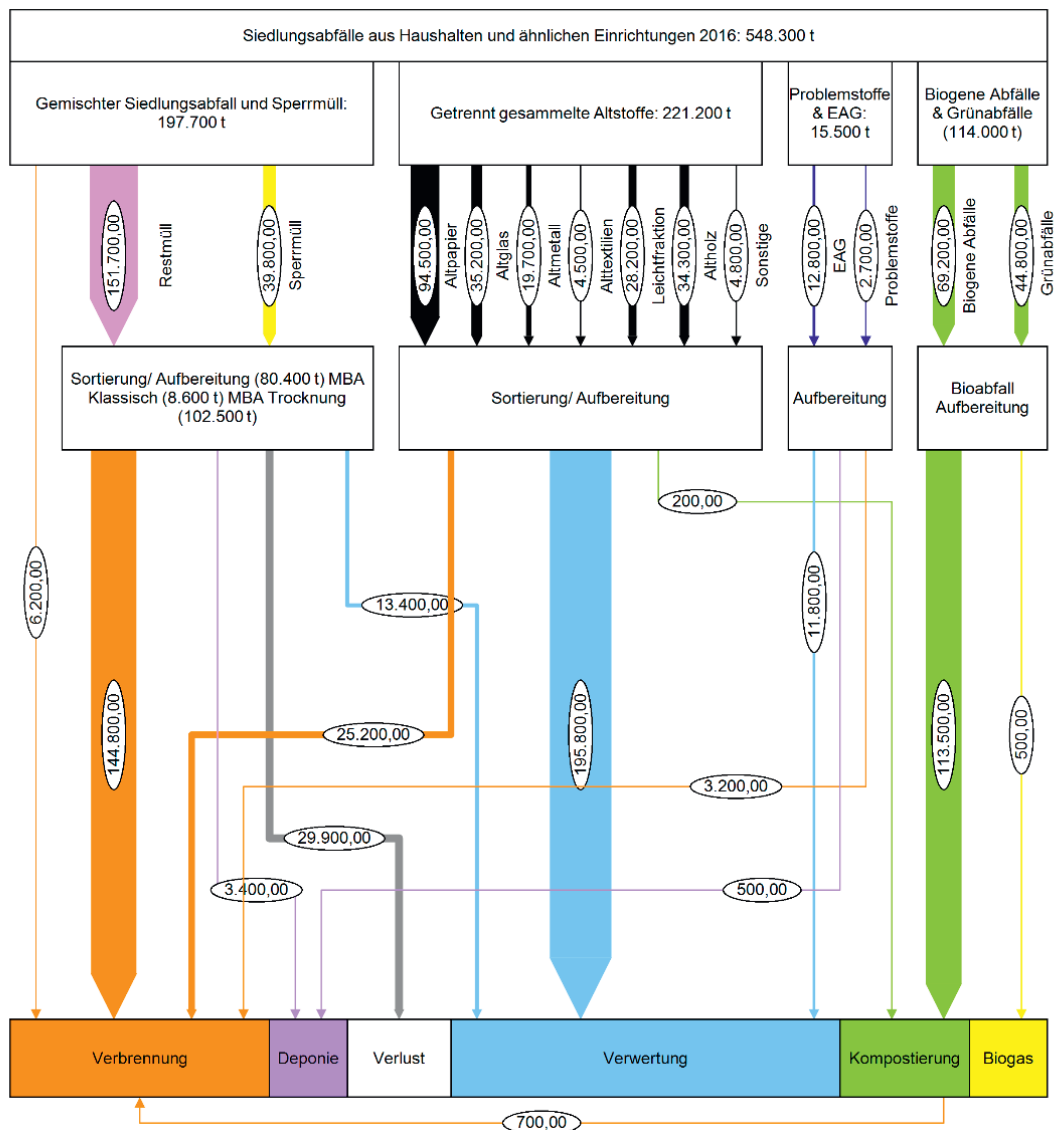 Siedlungsabfälle aus Haushalten und ähnlichen Einrichtungen 2016: 548.300 t
Gemischter Siedlungsabfall und Sperrmüll:
197.700 t
Getrennt gesammelte Altstoffe: 221.200 t
Problemstoffe
& EAG:
15.500 t
Biogene Abfälle
& Grünabfälle
(114.000 t)
151.700,00
Restmüll
39.800,00
Sperrmüll
94.500,00
Altpapier
35.200,00
Altglas
19.700,00
Altmetall
4.500,00
Alttextilien
28.200,00
Leichtfraktion
34.300,00
Altholz
4.800,00
Sonstige
12.800,00
EAG
2.700,00
Problemstoffe
69.200,00
Biogene Abfälle
44.800,00
Grünabfälle
Sortierung/ Aufbereitung (80.400 t) MBA
Klassisch (8.600 t) MBA Trocknung
(102.500 t)
Sortierung/ Aufbereitung
Aufbereitung
Bioabfall
Aufbereitung
200,00
6.200,00
13.400,00
11.800,00
144.800,00
25.200,00
195.800,00
113.500,00
500,00
3.200,00
29.900,00
3.400,00
500,00
Verbrennung
Deponie
Verlust
Verwertung
Kompostierung
Biogas
700,00